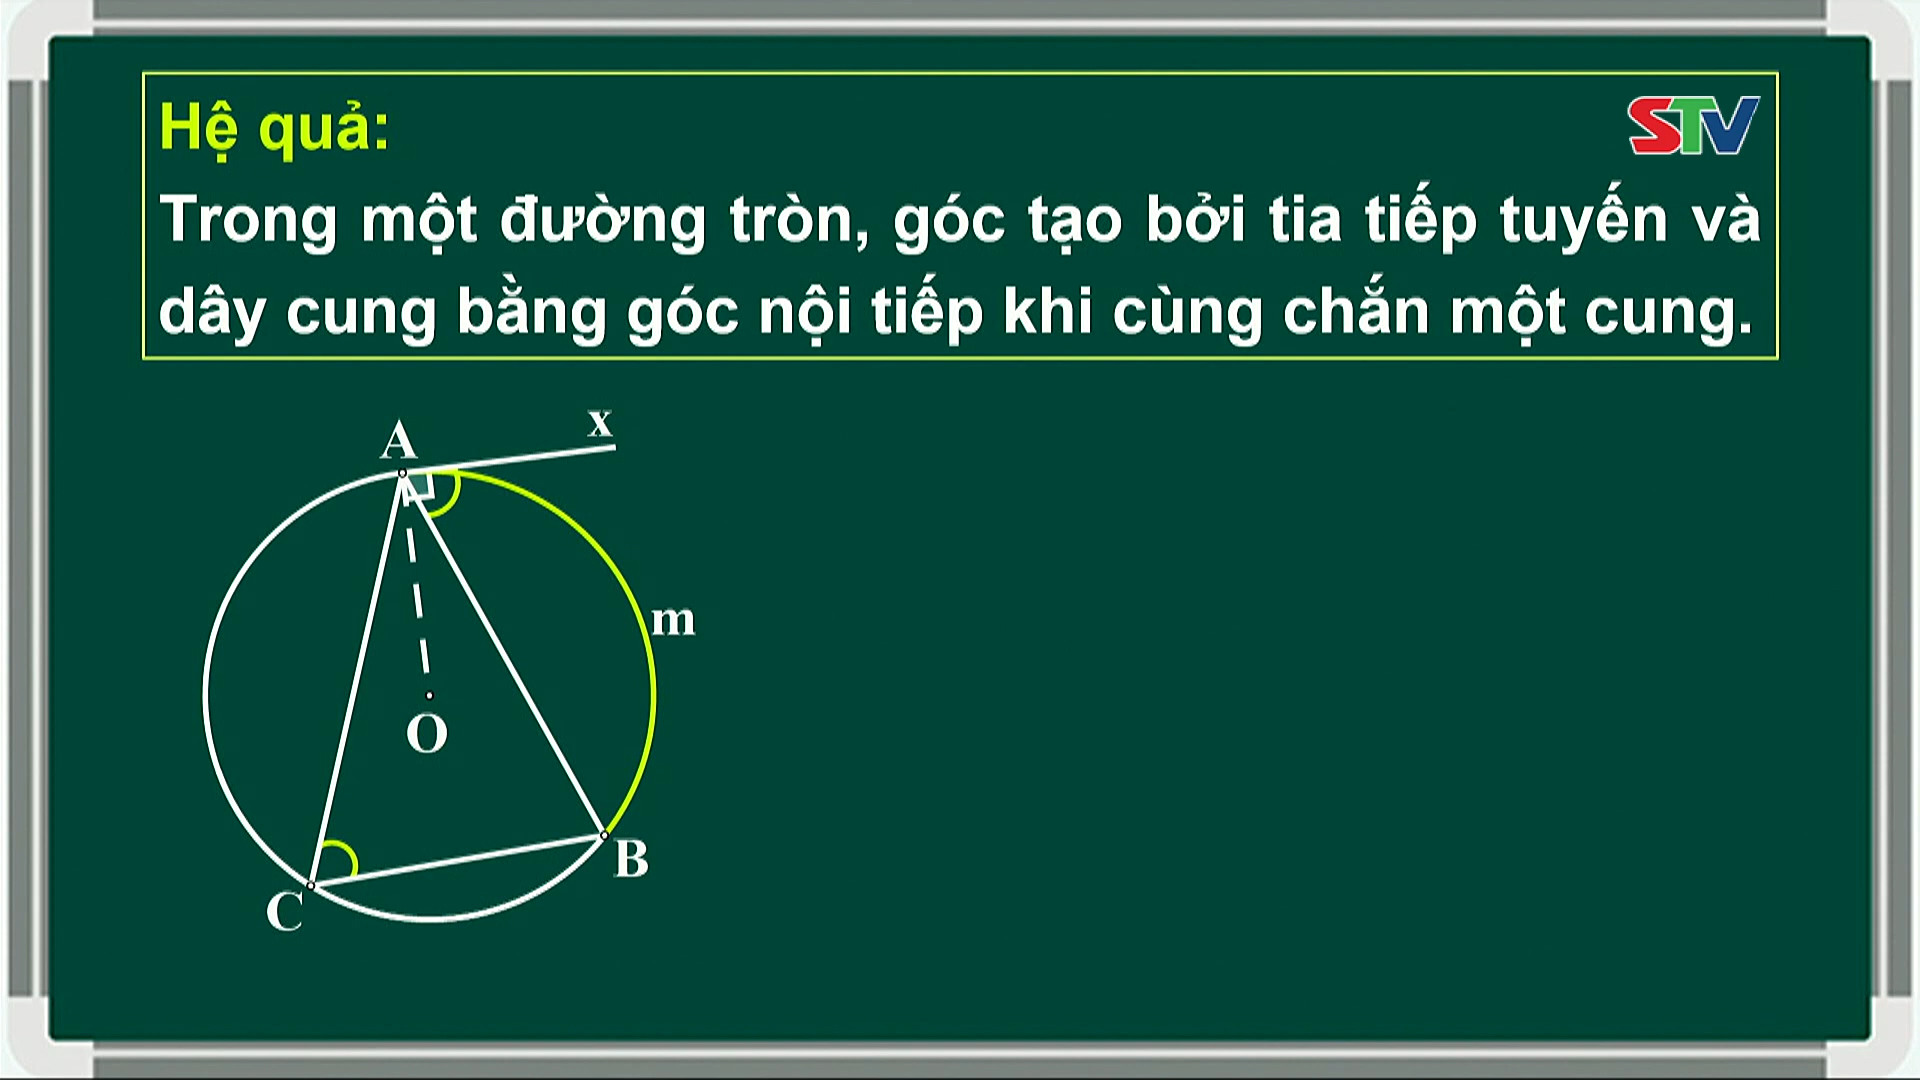 Hệ quả:
STV
Trong một đường tròn, góc tạo bởi tia tiếp tuyến và
dây cung bằng góc nội tiếp khi cùng chắn một cung.
x
A
m
O
B
C